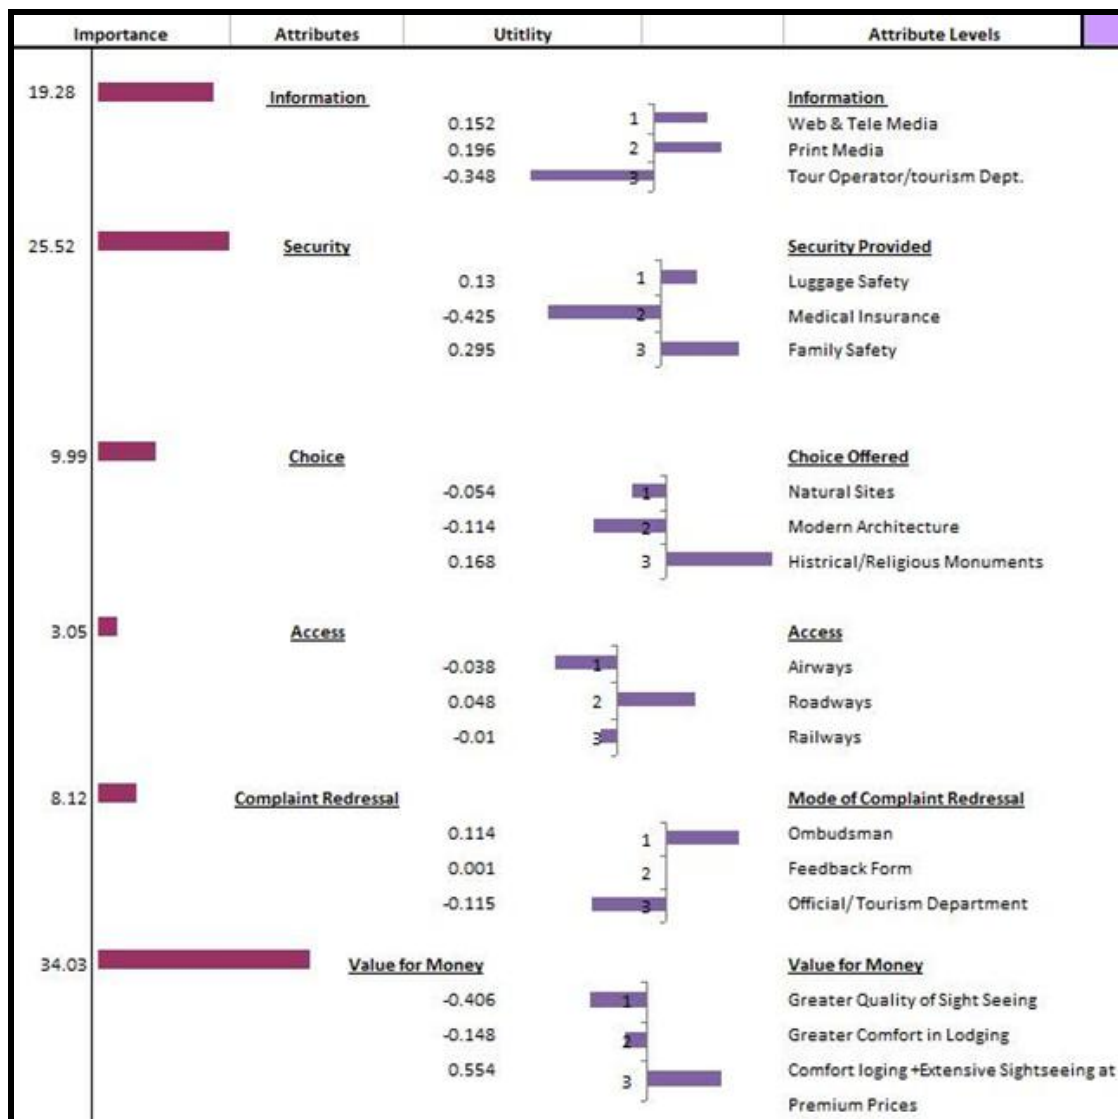 Importance Attributes Utitlity Attribute Levels
19.28 Information Information
0.152 1 Web & Tele Media
0.196 2 Print Media
-0.348 3 Tour Operator/tourism Dept.
25.52 Security Security Provided
0.13 1 Luggage Safety
-0.425 2 Medical Insurance
0.295 3 Family Safety
9.99 Choice Choice Offered
-0.054 1 Natural Sites
-0.114 2 Modern Architecture
0.168 3 Histrical/Religious Monuments
3.05 Access Access
-0.038 1 Airways
0.048 2 Roadways
-0.01 3 Railways
8.12 Complaint Redressal Mode of Complaint Redressal
0.114 1 Ombudsman
0.001 2 Feedback Form
-0.115 3 Official/Tourism Department
34.03 Value for Money Value for Money
-0.406 1 Greater Quality of Sight Seeing
-0.148 2 Greater Comfort in Lodging
0.554 3 Comfort loging +Extensive Sightseeing at
Premium Prices